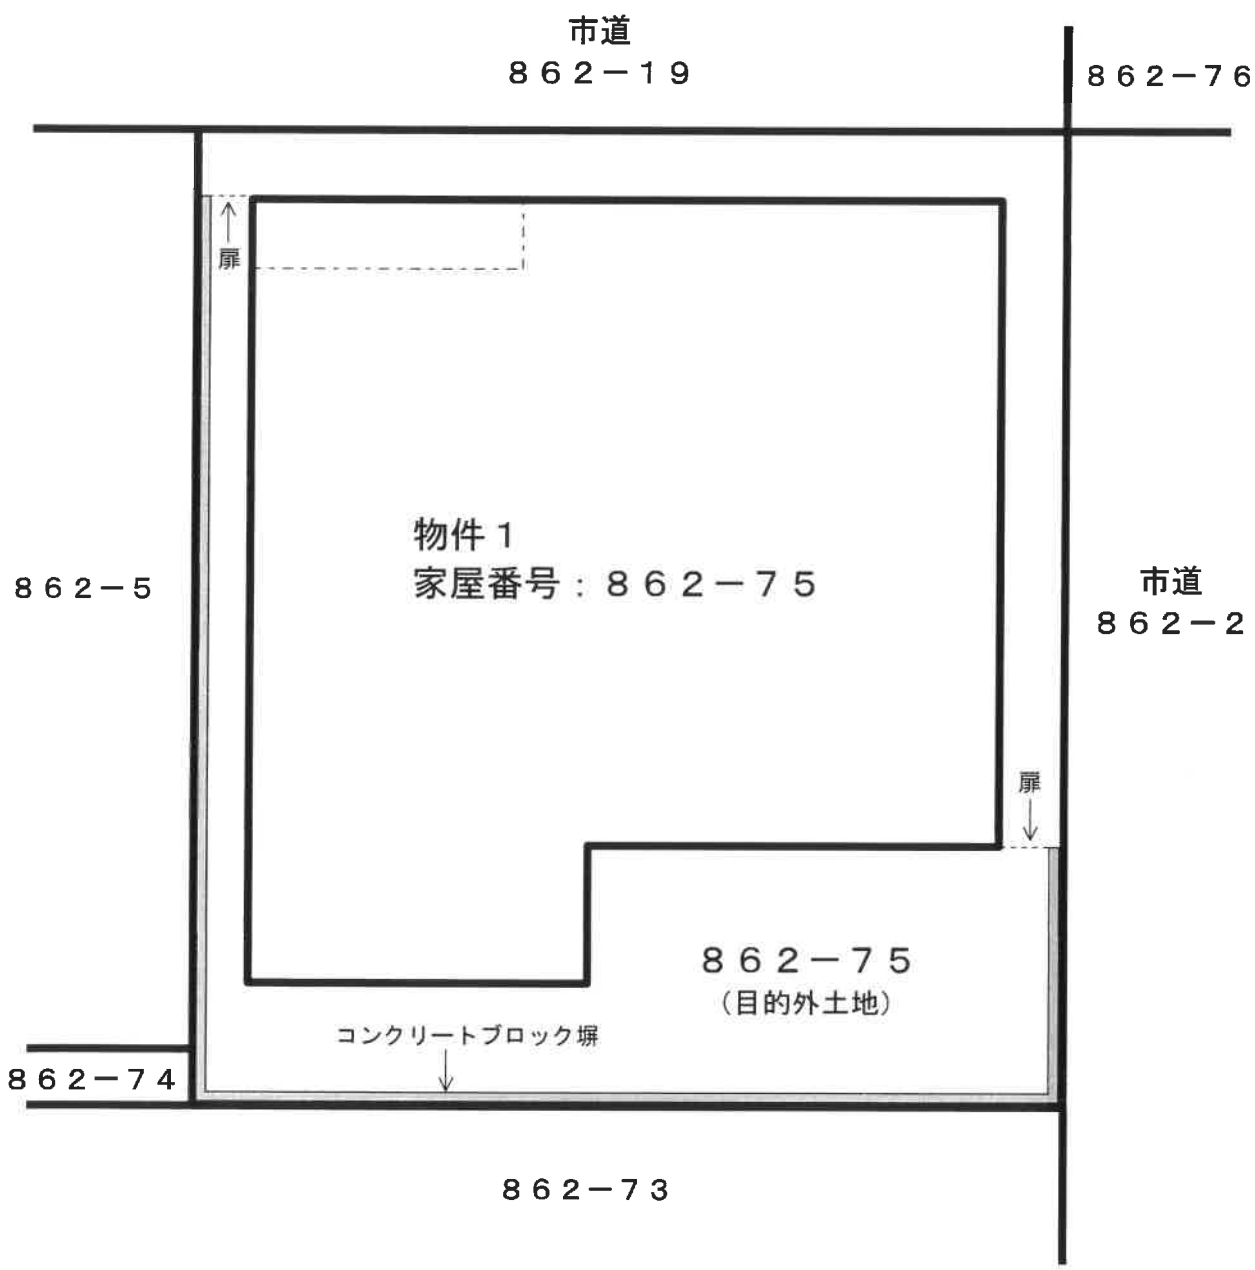 市道
８６２－１９
８６２－７６
扉
物件１
家屋番号：８６２－７５
８６２－５
市道
８６２－２
扉
８６２－７５
（目的外土地）
コンクリートブロック塀
８６２－７４
８６２－７３